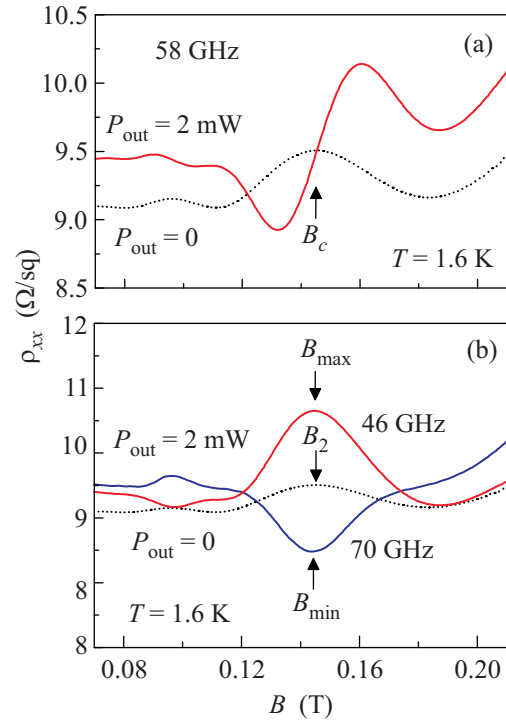 10.5
(a)
58 GHz
10.0
P_out = 2 mW
9.5
9.0
P_out = 0
B_c
T = 1.6 K
8.5
ρ_xx (Ω/sq)
12
(b)
B_max
11
46 GHz
P_out = 2 mW
B_2
10
9
P_out = 0
70 GHz
8
B_min
T = 1.6 K
8
0.08 0.12 0.16 0.20
B (T)